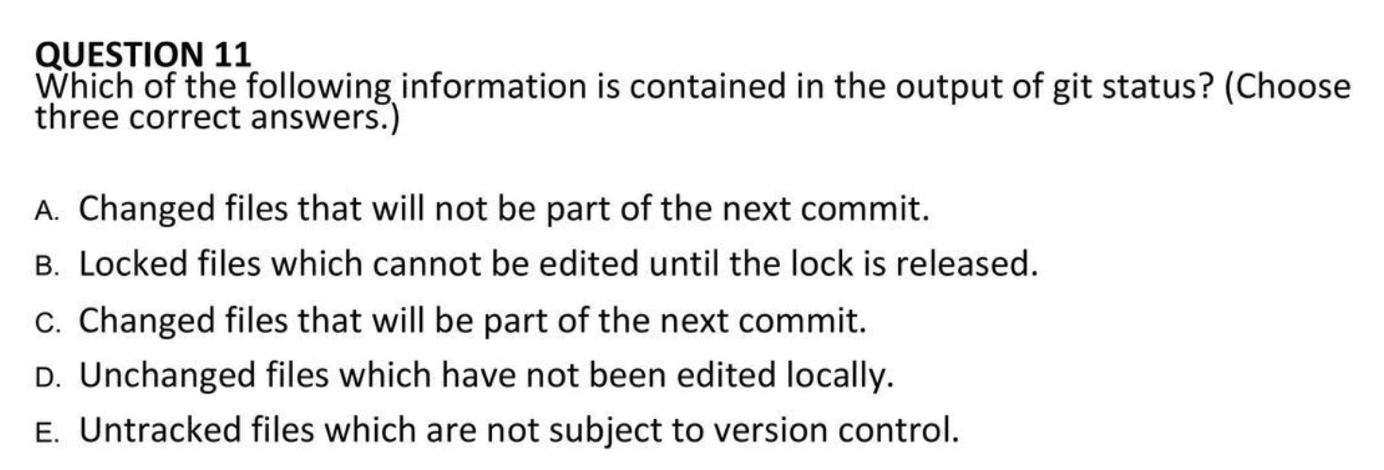 QUESTION 11
Which of the following information is contained in the output of git status? (Choose
three correct answers.)
A. Changed files that will not be part of the next commit.
B. Locked files which cannot be edited until the lock is released.
C. Changed files that will be part of the next commit.
D. Unchanged files which have not been edited locally.
E. Untracked files which are not subject to version control.